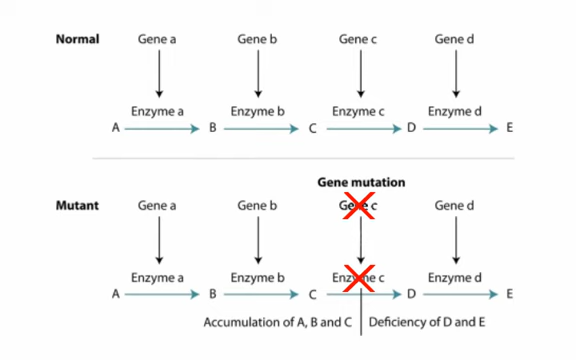 Normal Gene a Gene b Gene c Gene d
Enzyme a Enzyme b Enzyme c Enzyme d
A B C D E
Gene mutation
Mutant Gene a Gene b Gene c Gene d
Enzyme a Enzyme b Enzyme c Enzyme d
A B C D E
Accumulation of A, B and C Deficiency of D and E